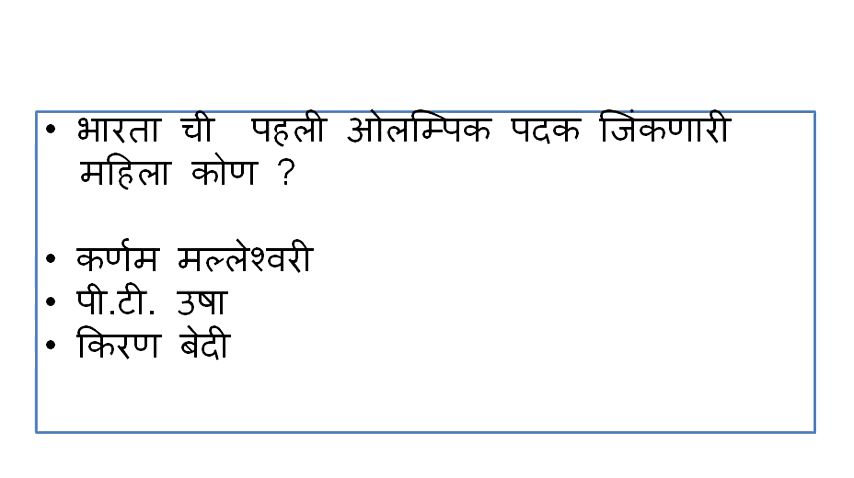 • भारता ची पहली ओलम्पिक पदक जिंकणारी
महिला कोण ?
• कर्णम मल्लेश्वरी
• पी.टी. उषा
• किरण बेदी